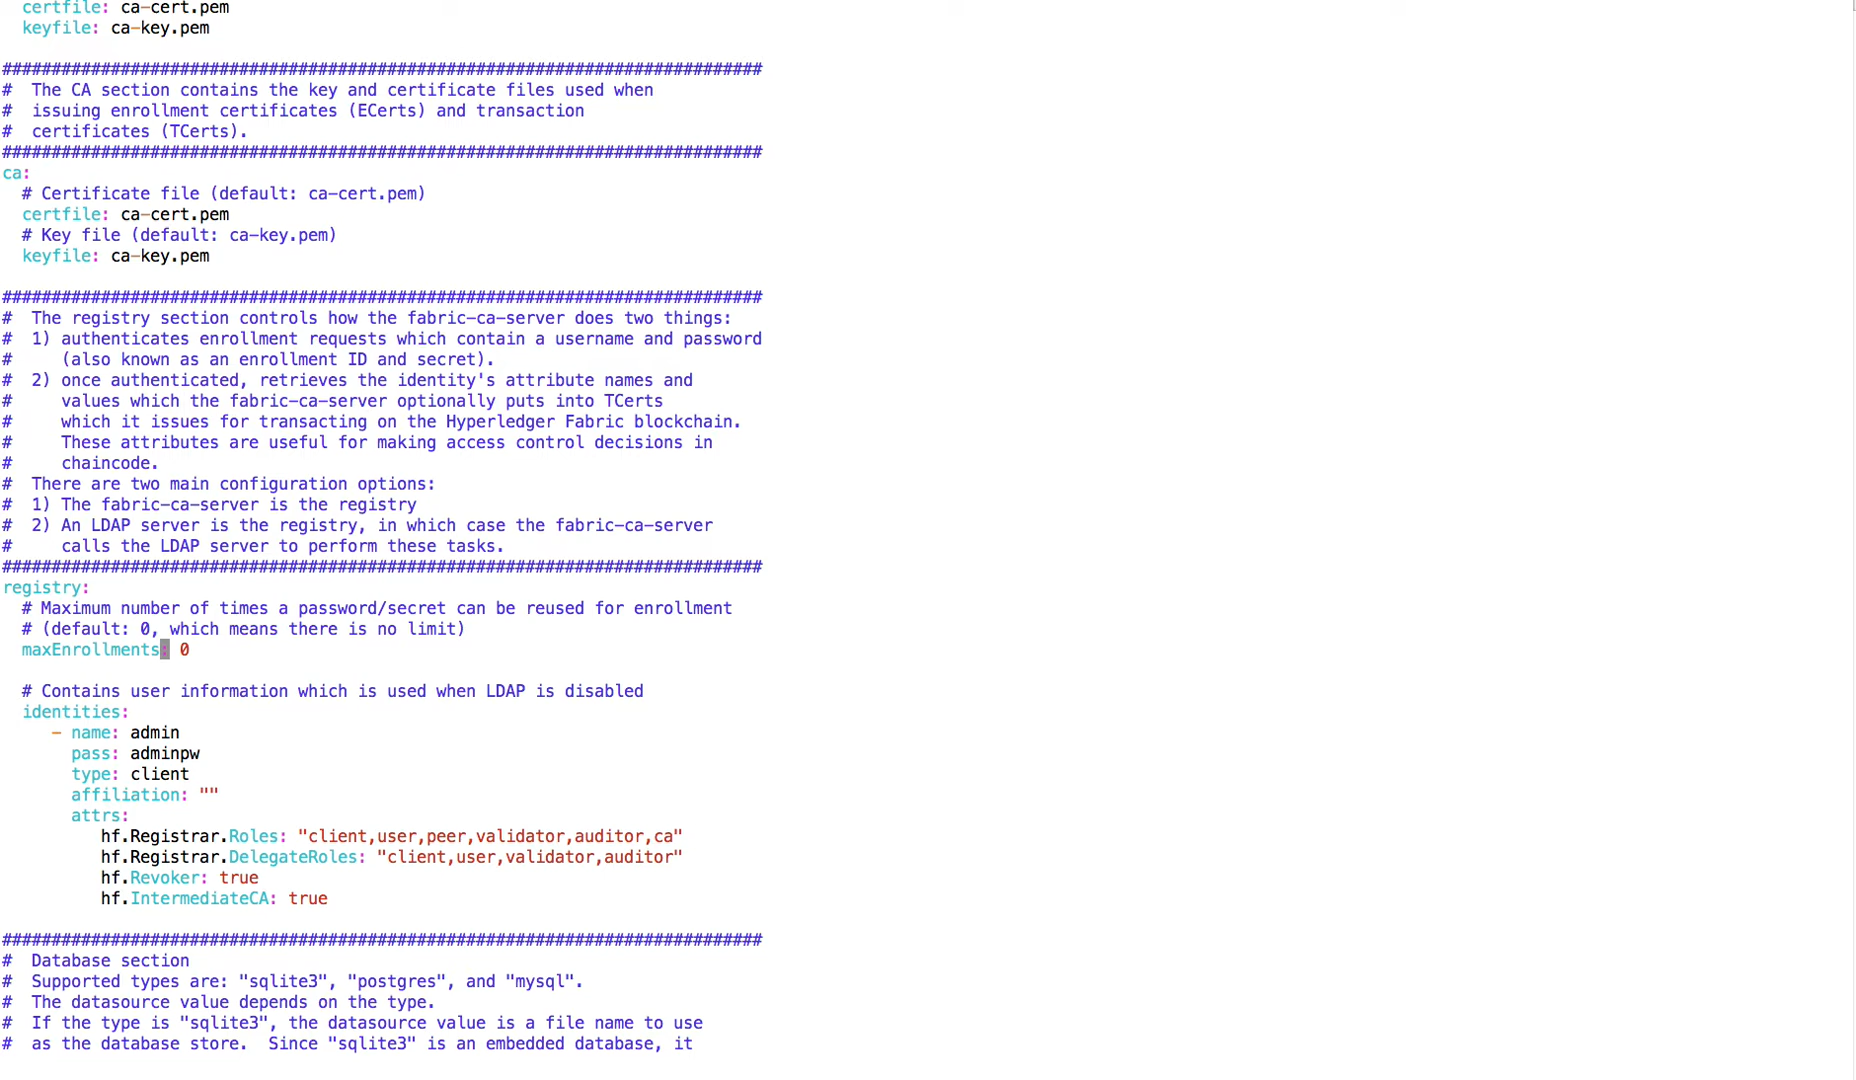 certfile: ca-cert.pem
keyfile: ca-key.pem
#############################################################################
#  The CA section contains the key and certificate files used when
#  issuing enrollment certificates (ECerts) and transaction
#  certificates (TCerts).
#############################################################################
ca:
# Certificate file (default: ca-cert.pem)
certfile: ca-cert.pem
# Key file (default: ca-key.pem)
keyfile: ca-key.pem
#############################################################################
#  The registry section controls how the fabric-ca-server does two things:
#  1) authenticates enrollment requests which contain a username and password
#     (also known as an enrollment ID and secret).
#  2) once authenticated, retrieves the identity's attribute names and
#     values which the fabric-ca-server optionally puts into TCerts
#     which it issues for transacting on the Hyperledger Fabric blockchain.
#     These attributes are useful for making access control decisions in
#     chaincode.
#  There are two main configuration options:
#  1) The fabric-ca-server is the registry
#  2) An LDAP server is the registry, in which case the fabric-ca-server
#     calls the LDAP server to perform these tasks.
#############################################################################
registry:
# Maximum number of times a password/secret can be reused for enrollment
# (default: 0, which means there is no limit)
maxEnrollments: 0
# Contains user information which is used when LDAP is disabled
identities:
- name: admin
pass: adminpw
type: client
affiliation: ""
attrs:
hf.Registrar.Roles: "client,user,peer,validator,auditor,ca"
hf.Registrar.DelegateRoles: "client,user,validator,auditor"
hf.Revoker: true
hf.IntermediateCA: true
#############################################################################
#  Database section
#  Supported types are: "sqlite3", "postgres", and "mysql".
#  The datasource value depends on the type.
#  If the type is "sqlite3", the datasource value is a file name to use
#  as the database store.  Since "sqlite3" is an embedded database, it